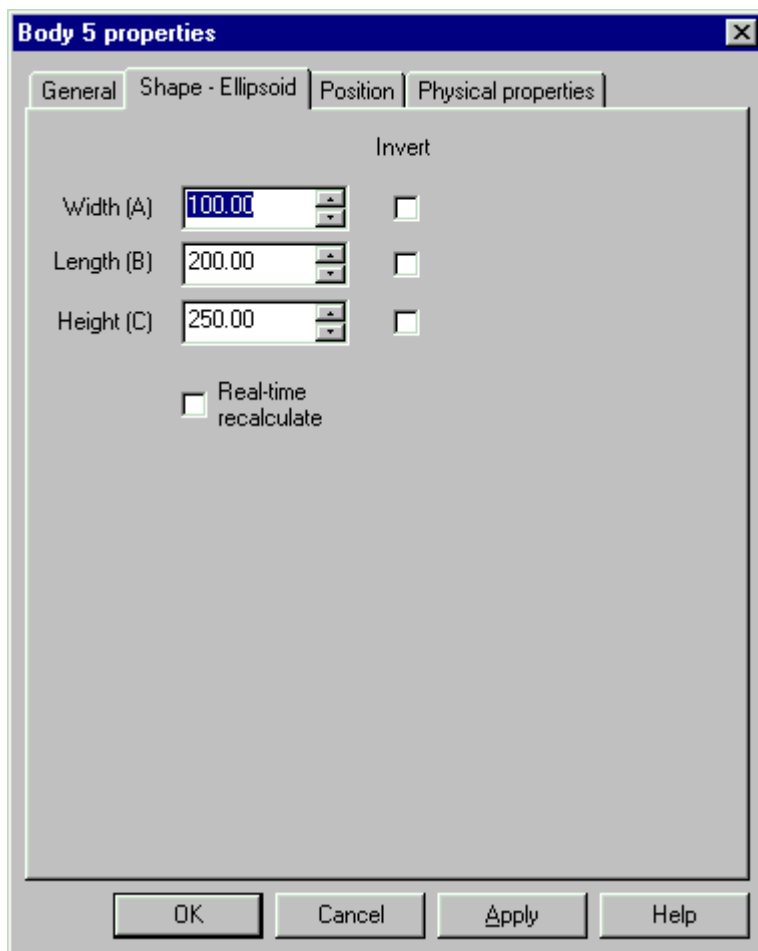 Body 5 properties
General Shape - Ellipsoid Position Physical properties
Invert
Width (A) 100.00
Length (B) 200.00
Height (C) 250.00
Real-time
recalculate
OK Cancel Apply Help